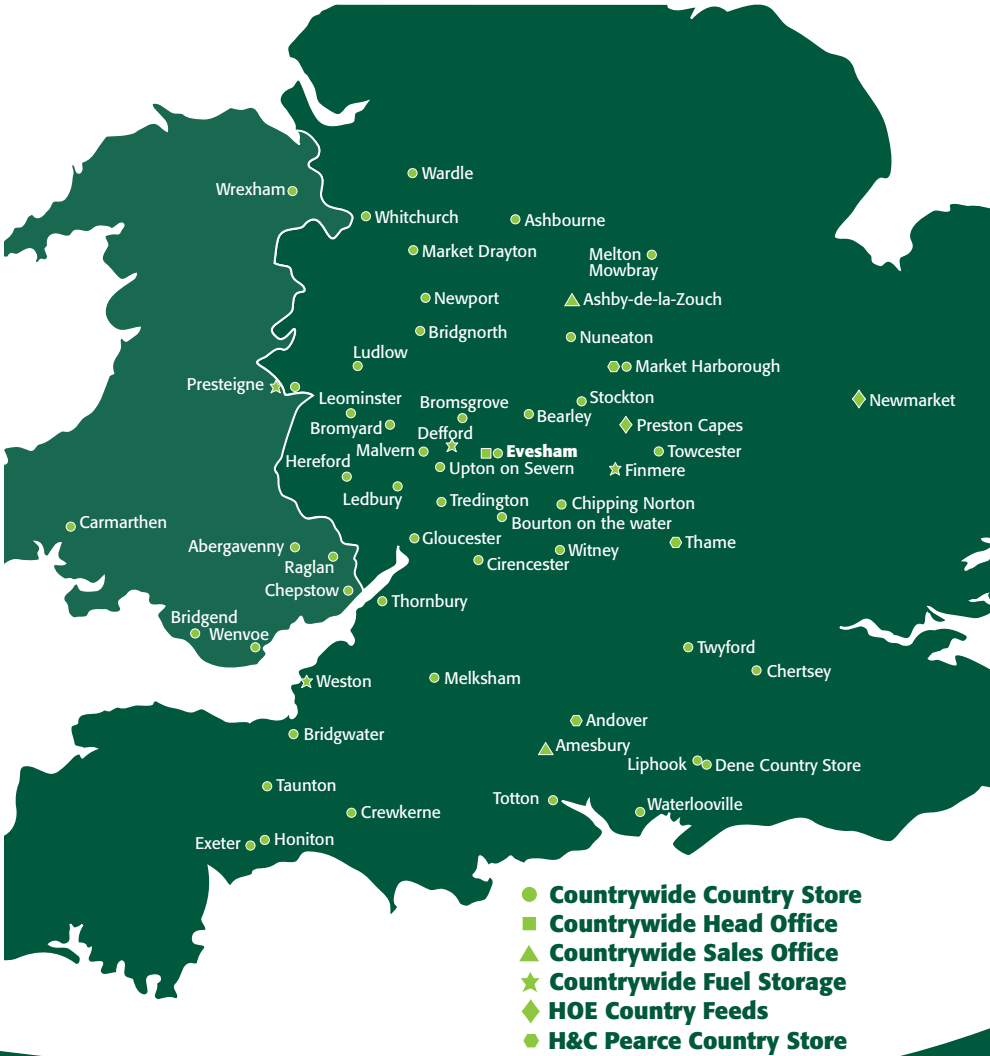 Wardle
Wrexham
Whitchurch
Ashbourne
Market Drayton
Melton
Mowbray
Newport
Ashby-de-la-Zouch
Bridgnorth
Nuneaton
Ludlow
Market Harborough
Presteigne
Leominster
Bromsgrove
Stockton
Newmarket
Bearley
Bromyard
Defford
Preston Capes
Malvern
Evesham
Towcester
Hereford
Upton on Severn
Finmere
Ledbury
Tredington
Chipping Norton
Carmarthen
Bourton on the water
Gloucester
Thame
Abergavenny
Witney
Raglan
Cirencester
Chepstow
Thornbury
Bridgend
Wenvoe
Twyford
Chertsey
Weston
Melksham
Andover
Bridgwater
Amesbury
Liphook
Dene Country Store
Taunton
Totton
Waterlooville
Crewkerne
Exeter
Honiton
Countrywide Country Store
Countrywide Head Office
Countrywide Sales Office
Countrywide Fuel Storage
HOE Country Feeds
H&C Pearce Country Store